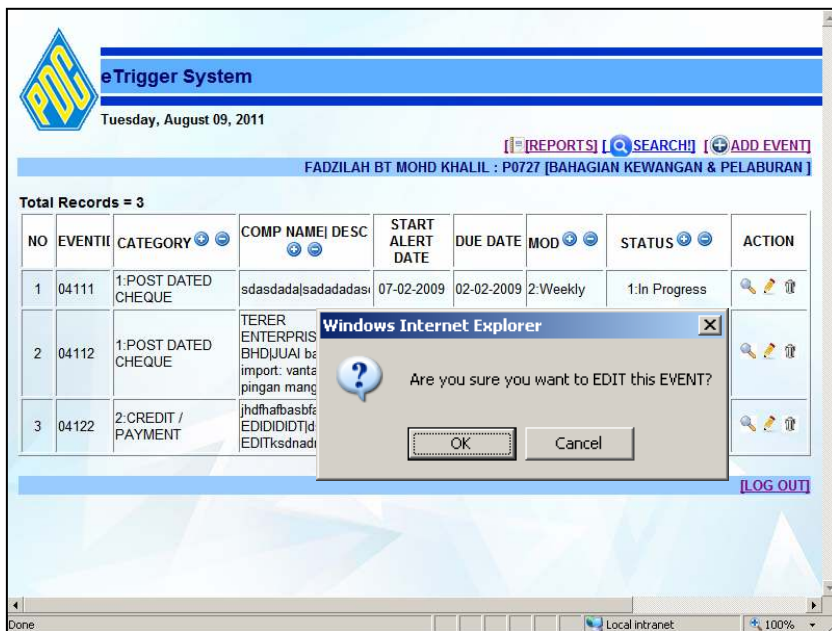 PDC
eTrigger System
Tuesday, August 09, 2011
[ [REPORTS] [ SEARCH!] [ ADD EVENT]
FADZILAH BT MOHD KHALIL : P0727 [BAHAGIAN KEWANGAN & PELABURAN ]
Total Records = 3
NO EVENTI CATEGORY COMP NAME| DESC START ALERT DATE DUE DATE MOD STATUS ACTION
1 04111 1:POST DATED CHEQUE sdasdada|sadadadas 07-02-2009 02-02-2009 2:Weekly 1:In Progress
2 04112 1:POST DATED CHEQUE TERER
ENTERPRIS
BHD|JUAI ba
import: vanta
pingan mang
3 04122 2:CREDIT / PAYMENT jhdfhafbasbfa
EDIDIDIDT|d
EDITksdnad
Windows Internet Explorer
Are you sure you want to EDIT this EVENT?
OK Cancel
[LOG OUT]
Done Local intranet 100%